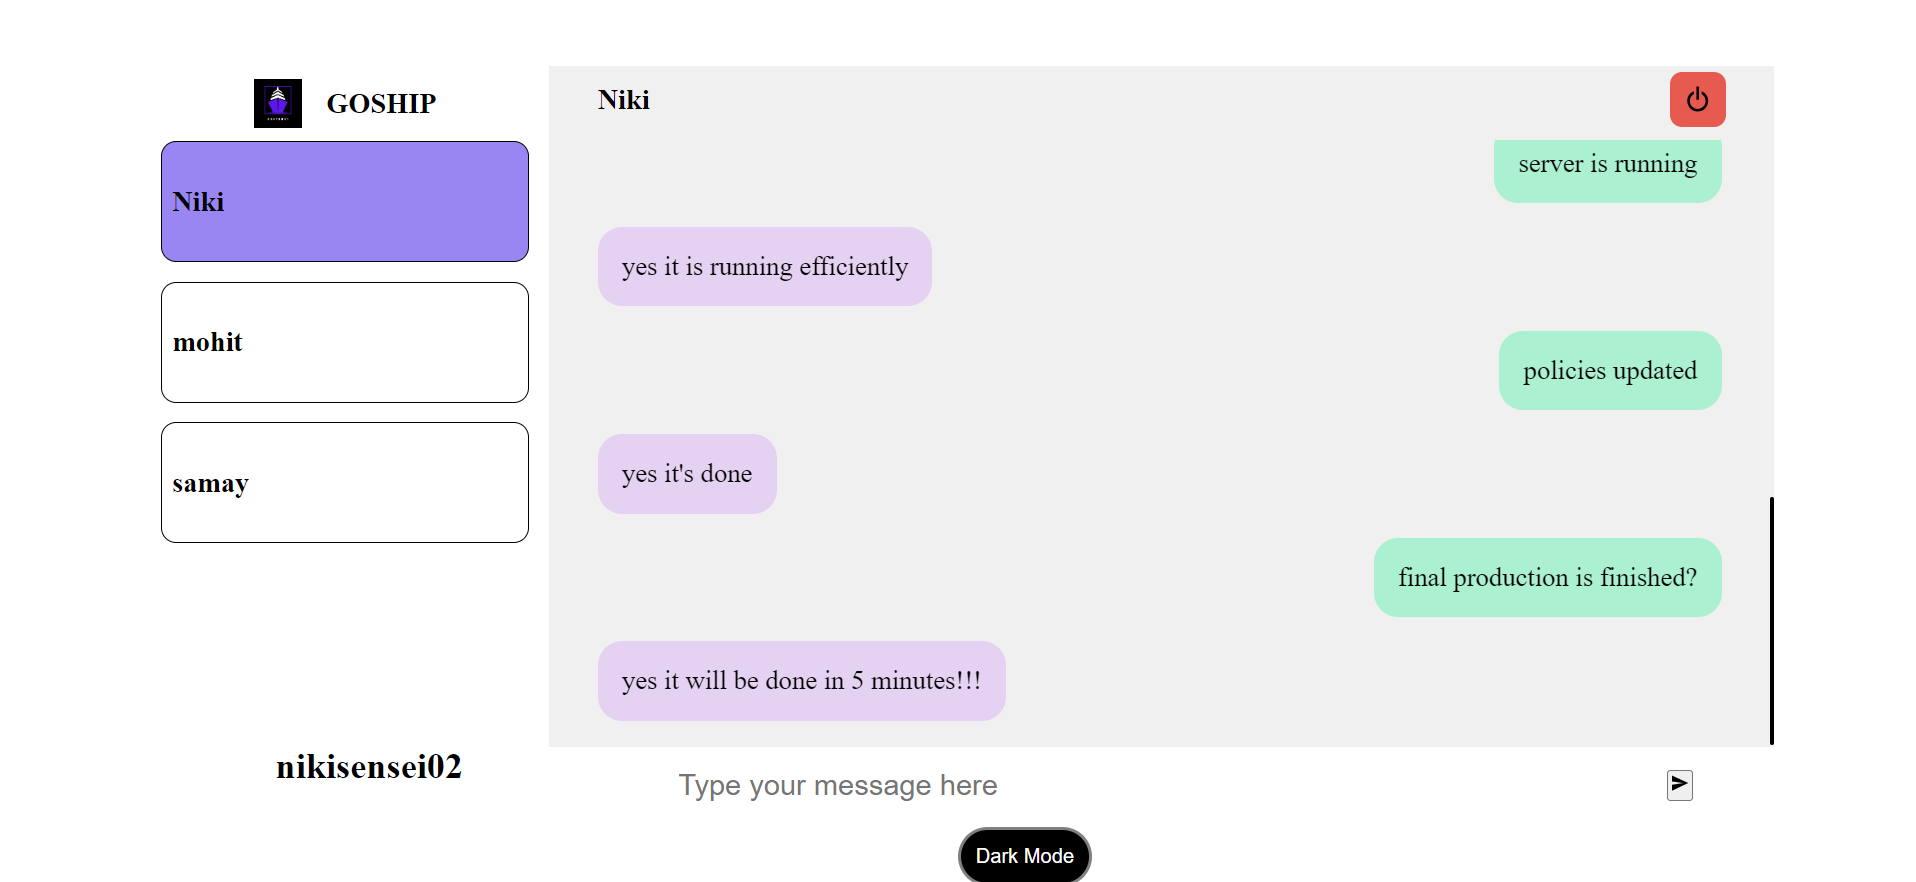 GOSHIP
Niki
mohit
samay
nikisensei02
Niki
server is running
yes it is running efficiently
policies updated
yes it's done
final production is finished?
yes it will be done in 5 minutes!!!
Type your message here
Dark Mode